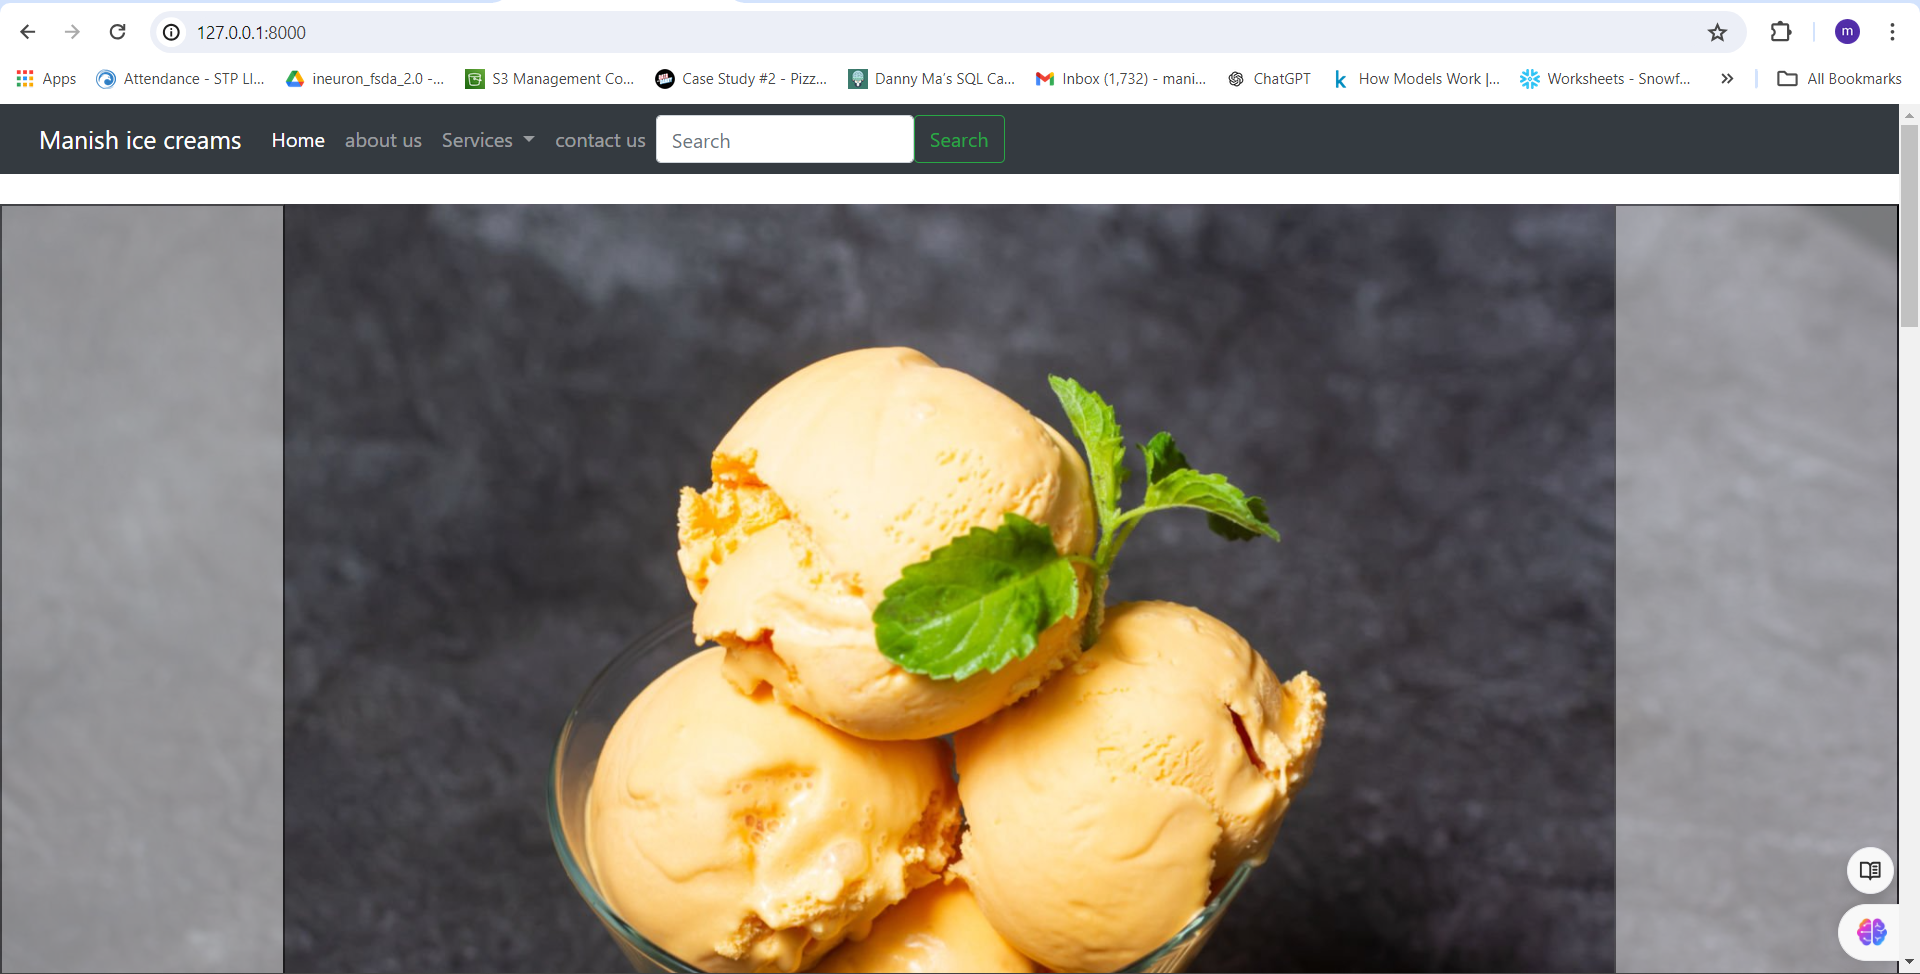 127.0.0.1:8000
m
Apps Attendance - STP LI... ineuron_fsda_2.0 -... S3 Management Co... Case Study #2 - Pizz... Danny Ma's SQL Ca... Inbox (1,732) - mani... ChatGPT How Models Work |... Worksheets - Snowf... » All Bookmarks
Manish ice creams Home about us Services contact us Search Search